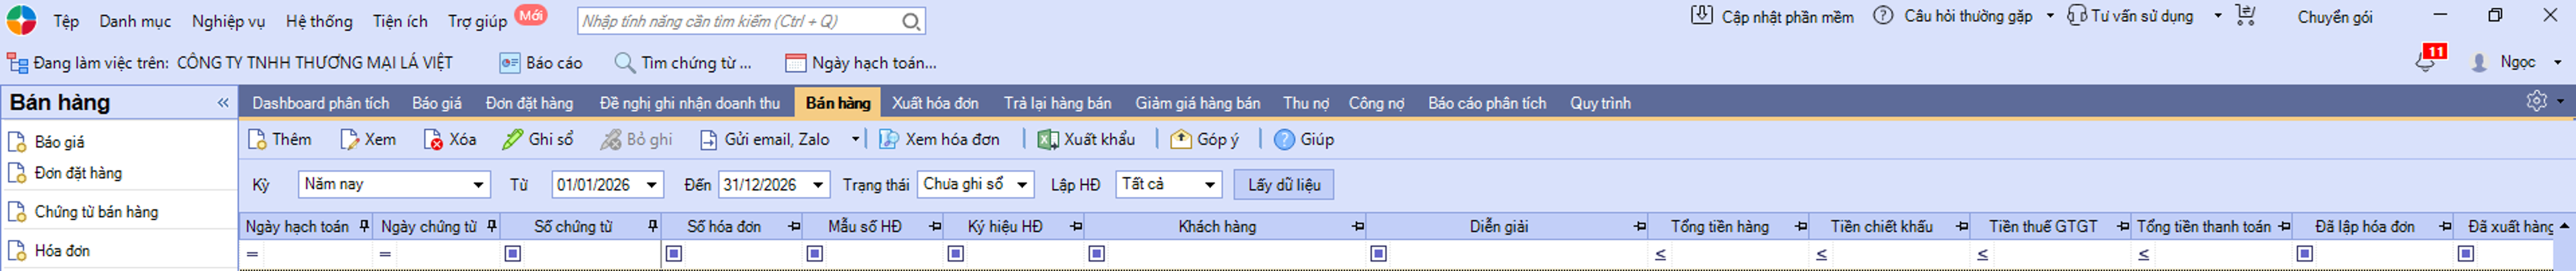 Tệp Danh mục Nghiệp vụ Hệ thống Tiện ích Trợ giúp Mới Nhập tính năng cần tìm kiếm (Ctrl + Q) Cập nhật phần mềm Câu hỏi thường gặp Tư vấn sử dụng Chuyển gói
Đang làm việc trên: CÔNG TY TNHH THƯƠNG MẠI LÁ VIỆT Báo cáo Tìm chứng từ ... Ngày hạch toán... 11 Ngọc
Bán hàng « Dashboard phân tích Báo giá Đơn đặt hàng Đề nghị ghi nhận doanh thu Bán hàng Xuất hóa đơn Trả lại hàng bán Giảm giá hàng bán Thu nợ Công nợ Báo cáo phân tích Quy trình
Báo giá Thêm Xem Xóa Ghi sổ Bỏ ghi Gửi email, Zalo Xem hóa đơn Xuất khẩu Góp ý Giúp
Đơn đặt hàng Kỳ Năm nay Từ 01/01/2026 Đến 31/12/2026 Trạng thái Chưa ghi sổ Lập HĐ Tất cả Lấy dữ liệu
Chứng từ bán hàng Ngày hạch toán Ngày chứng từ Số chứng từ Số hóa đơn Mẫu số HĐ Ký hiệu HĐ Khách hàng Diễn giải Tổng tiền hàng Tiền chiết khấu Tiền thuế GTGT Tổng tiền thanh toán Đã lập hóa đơn Đã xuất hàng
Hóa đơn = = ≤ ≤ ≤ ≤